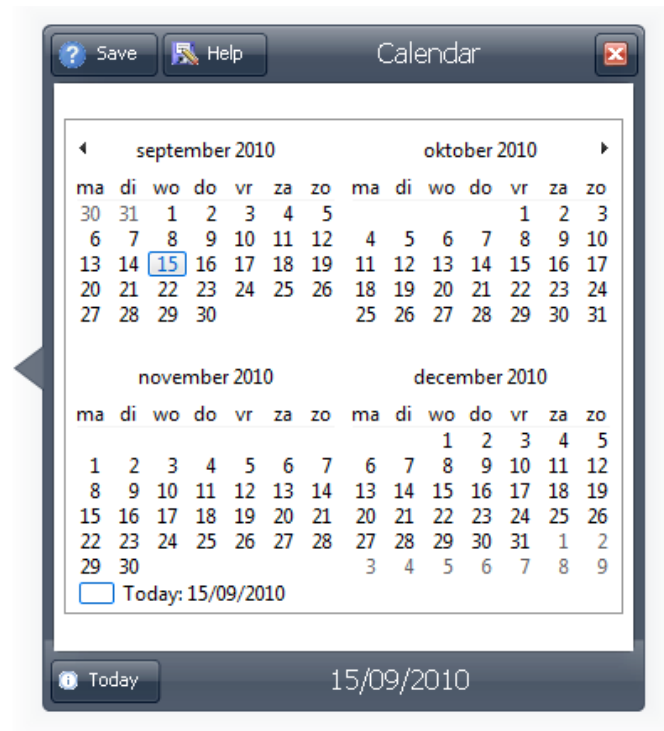 Save Help Calendar
september 2010 oktober 2010
ma di wo do vr za zo ma di wo do vr za zo
30 31 1 2 3 4 5 1 2 3
6 7 8 9 10 11 12 4 5 6 7 8 9 10
13 14 15 16 17 18 19 11 12 13 14 15 16 17
20 21 22 23 24 25 26 18 19 20 21 22 23 24
27 28 29 30 25 26 27 28 29 30 31
november 2010 december 2010
ma di wo do vr za zo ma di wo do vr za zo
1 2 3 4 5
1 2 3 4 5 6 7 6 7 8 9 10 11 12
8 9 10 11 12 13 14 13 14 15 16 17 18 19
15 16 17 18 19 20 21 20 21 22 23 24 25 26
22 23 24 25 26 27 28 27 28 29 30 31 1 2
29 30 3 4 5 6 7 8 9
Today: 15/09/2010
Today 15/09/2010